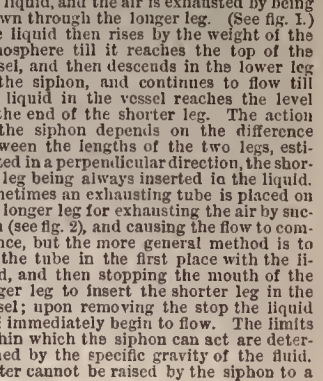 liquid, and the air is exhausted by being
wn through the longer leg. (See fig. 1.)
liquid then rises by the weight of the
nosphere till it reaches the top of the
sel, and then descends in the lower leg
the siphon, and continues to flow till
liquid in the vessel reaches the level
the end of the shorter leg. The action
the siphon depends on the difference
ween the lengths of the two legs, esti-
ted in a perpendicular direction, the shor-
leg being always inserted in the liquid.
netimes an exhausting tube is placed on
longer leg for exhausting the air by suc-
(see fig. 2), and causing the flow to com-
nce, but the more general method is to
the tube in the first place with the li-
d, and then stopping the mouth of the
ger leg to insert the shorter leg in the
sel; upon removing the stop the liquid
immediately begin to flow. The limits
hin which the siphon can act are deter-
ned by the specific gravity of the fluid.
ter cannot be raised by the siphon to a